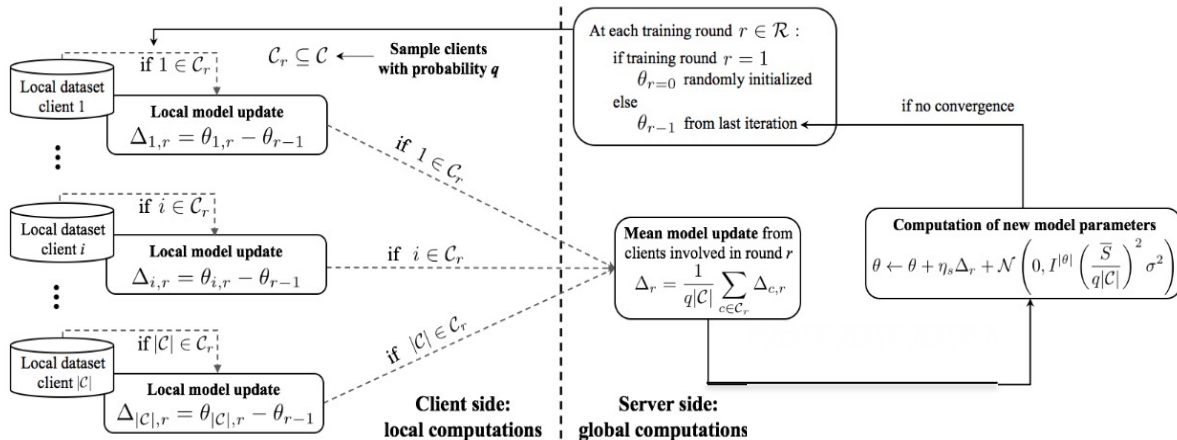 Local dataset
client 1
if 1 ∈ 𝒞_r
Local model update
Δ_{1,r} = θ_{1,r} − θ_{r−1}
⋮
Local dataset
client i
if i ∈ 𝒞_r
Local model update
Δ_{i,r} = θ_{i,r} − θ_{r−1}
⋮
Local dataset
client |𝒞|
if |𝒞| ∈ 𝒞_r
Local model update
Δ_{|𝒞|,r} = θ_{|𝒞|,r} − θ_{r−1}
𝒞_r ⊆ 𝒞
Sample clients
with probability q
if 1 ∈ 𝒞_r
if i ∈ 𝒞_r
if |𝒞| ∈ 𝒞_r
Client side:
local computations
Server side:
global computations
At each training round r ∈ ℛ :
if training round r = 1
θ_{r=0} randomly initialized
else
θ_{r−1} from last iteration
if no convergence
Mean model update from
clients involved in round r
Δ_r = \frac{1}{q|𝒞|} \sum_{c∈𝒞_r} Δ_{c,r}
Computation of new model parameters
θ ← θ + η_s Δ_r + 𝒩 ( 0, I^{|θ|} ( \frac{\overline{S}}{q|𝒞|} )^2 σ^2 )